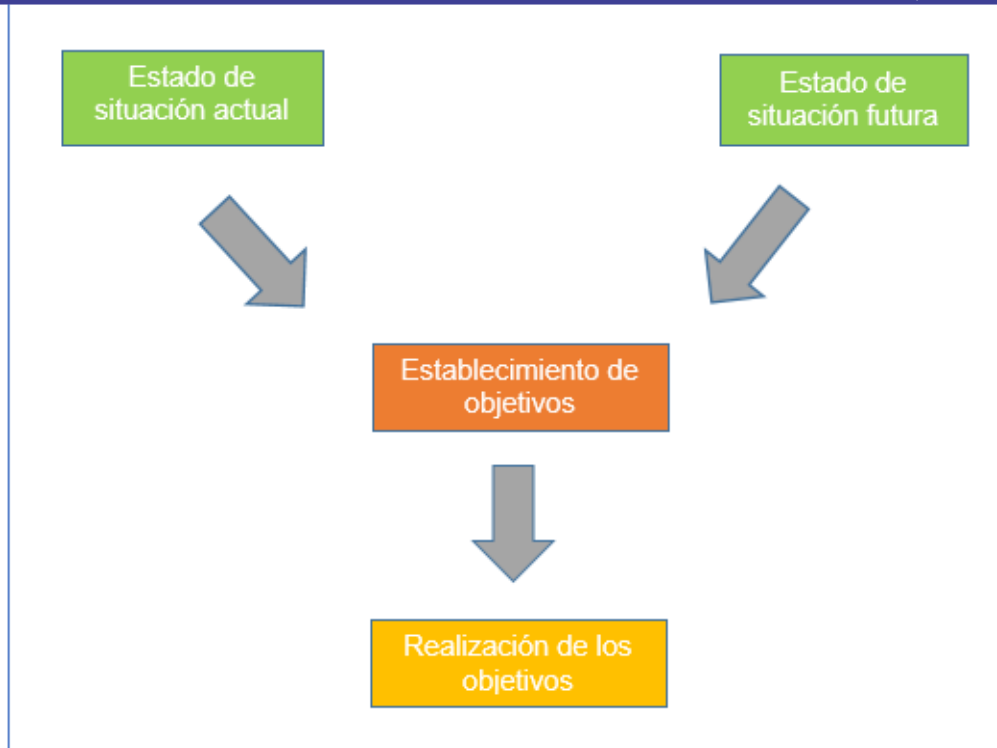 Estado de
situación actual
Estado de
situación futura
Establecimiento de
objetivos
Realización de los
objetivos